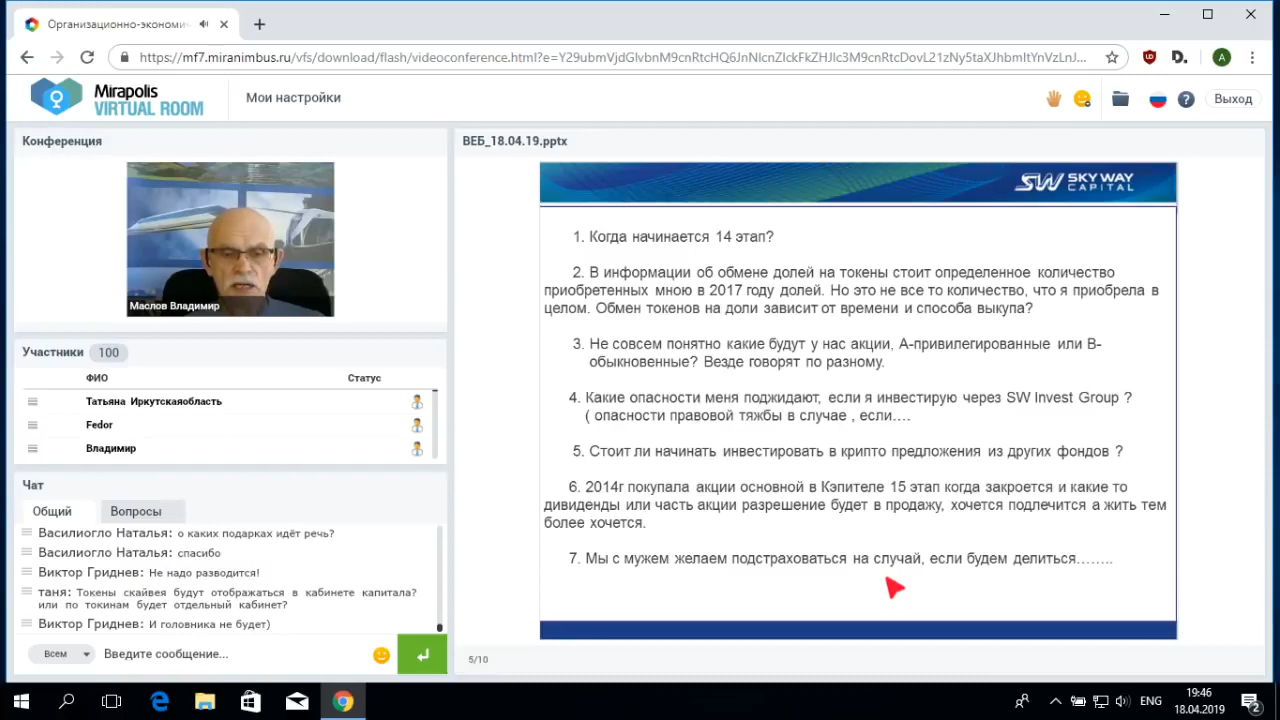 Организационно-экономич
https://mf7.miranimbus.ru/vfs/download/flash/videoconference.html?e=
Mirapolis
VIRTUAL ROOM
Мои настройки
Выход
Конференция
Маслов Владимир
Участники 100
ФИО Статус
Татьяна Иркутскаяобласть
Fedor
Владимир
Чат
Общий Вопросы
Василиогло Наталья: о каких подарках идёт речь?
Василиогло Наталья: спасибо
Виктор Гриднев: Не надо разводится!
таня: Токены скайвея будут отображаться в кабинете капитала?
или по токинам будет отдельный кабинет?
Виктор Гриднев: И головника не будет)
Всем Введите сообщение...
ВЕБ_18.04.19.pptx
SW SKY WAY
CAPITAL
1. Когда начинается 14 этап?
2. В информации об обмене долей на токены стоит определенное количество
приобретенных мною в 2017 году долей. Но это не все то количество, что я приобрела в
целом. Обмен токенов на доли зависит от времени и способа выкупа?
3. Не совсем понятно какие будут у нас акции, А-привилегированные или В-
обыкновенные? Везде говорят по разному.
4. Какие опасности меня поджидают, если я инвестирую через SW Invest Group ?
( опасности правовой тяжбы в случае , если....
5. Стоит ли начинать инвестировать в крипто предложения из других фондов ?
6. 2014г покупала акции основной в Кэпителе 15 этап когда закроется и какие то
дивиденды или часть акции разрешение будет в продажу, хочется подлечится а жить тем
более хочется.
7. Мы с мужем желаем подстраховаться на случай, если будем делиться........
5/10
ENG
19:46
18.04.2019
2